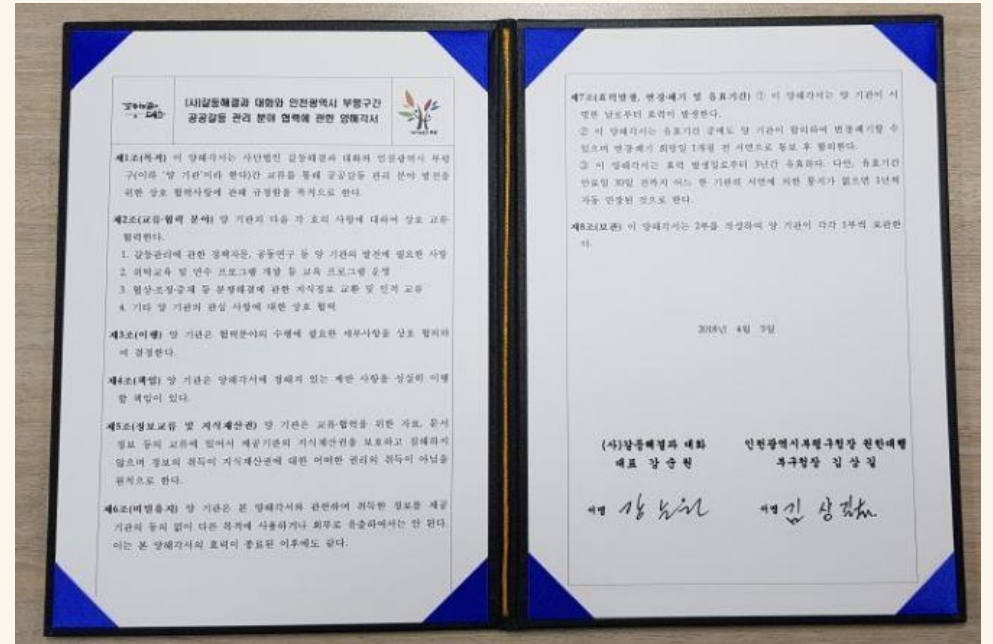 (사)갈등해결과 대화와 인천광역시 부평구간
공공갈등 관리 분야 협력에 관한 양해각서
제1조(목적) 이 양해각서는 사단법인 갈등해결과 대화와 인천광역시 부평
구(이하 '양 기관'이라 한다)간 교류를 통해 공공갈등 관리 분야 발전을
위한 상호 협력사항에 관해 규정함을 목적으로 한다.
제2조(교류·협력 분야) 양 기관의 다음 각 호의 사항에 대하여 상호 교류·
협력한다.
1. 갈등관리에 관한 정책자문, 공동연구 등 양 기관의 발전에 필요한 사항
2. 위탁교육 및 연수 프로그램 개발 등 교육 프로그램 운영
3. 협상·조정·중재 등 분쟁해결에 관한 지식정보 교환 및 인적 교류
4. 기타 양 기관의 관심 사항에 대한 상호 협력
제3조(이행) 양 기관은 협력분야의 수행에 필요한 세부사항을 상호 협의하
여 결정한다.
제4조(책임) 양 기관은 양해각서에 정해져 있는 제반 사항을 성실히 이행
할 책임이 있다.
제5조(정보교류 및 지식재산권) 양 기관은 교류·협력을 위한 자료, 문서
정보 등의 교류에 있어서 제공기관의 지식재산권을 보호하고 침해하지
않으며 정보의 취득이 지식재산권에 대한 어떠한 권리의 취득이 아님을
원칙으로 한다.
제6조(비밀유지) 양 기관은 본 양해각서와 관련하여 취득한 정보를 제공
기관의 동의 없이 다른 목적에 사용하거나 외부로 유출하여서는 안 된다.
이는 본 양해각서의 효력이 종료된 이후에도 같다.
제7조(효력발생, 변경·폐기 및 유효기간) ① 이 양해각서는 양 기관이 서
명한 날로부터 효력이 발생한다.
② 이 양해각서는 유효기간 중에도 양 기관이 합의하여 변경·폐기할 수
있으며 변경·폐기 희망일 1개월 전 서면으로 통보 후 협의한다.
③ 이 양해각서는 효력 발생일로부터 3년간 유효하다. 다만, 유효기간
만료일 30일 전까지 어느 한 기관의 서면에 의한 통지가 없으면 1년씩
자동 연장된 것으로 한다.
제8조(보관) 이 양해각서는 2부를 작성하여 양 기관이 각각 1부씩 보관한
다.
2018년 4월 9일
(사)갈등해결과 대화 인천광역시부평구청장 권한대행
대표 강순원 부구청장 김상길
서명 강순원 서명 김상길